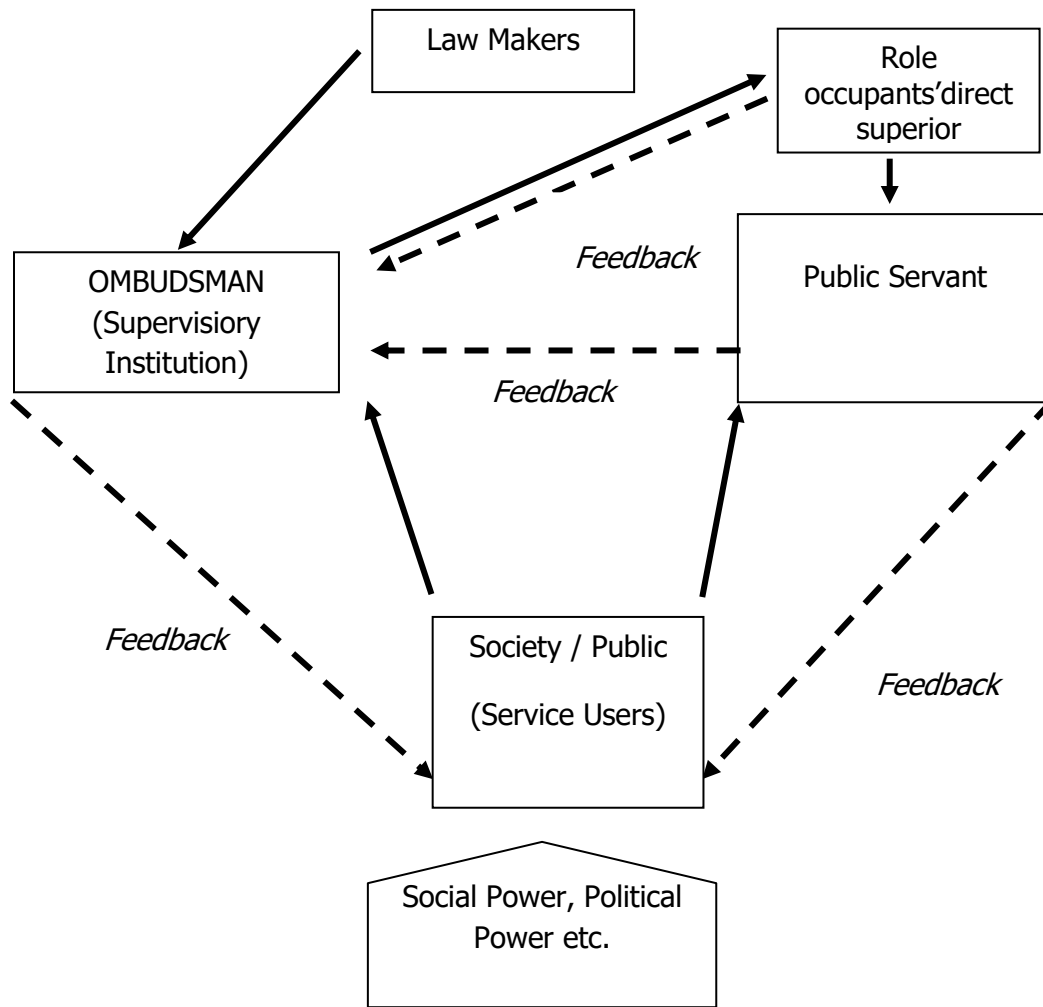 Law Makers
Role
occupants’direct
superior
OMBUDSMAN
(Supervisiory
Institution)
Feedback
Public Servant
Feedback
Feedback
Society / Public
(Service Users)
Feedback
Social Power, Political
Power etc.